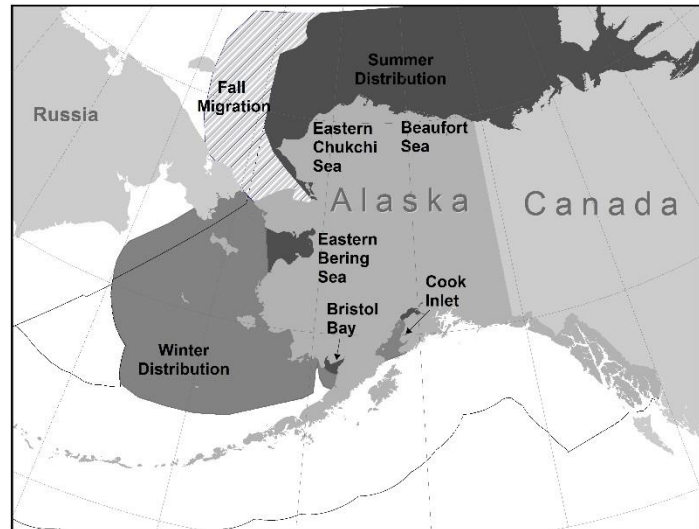 Summer
Distribution
Fall
Migration
Russia
Eastern
Chukchi
Sea
Beaufort
Sea
Alaska
Canada
Eastern
Bering
Sea
Cook
Inlet
Bristol
Bay
Winter
Distribution